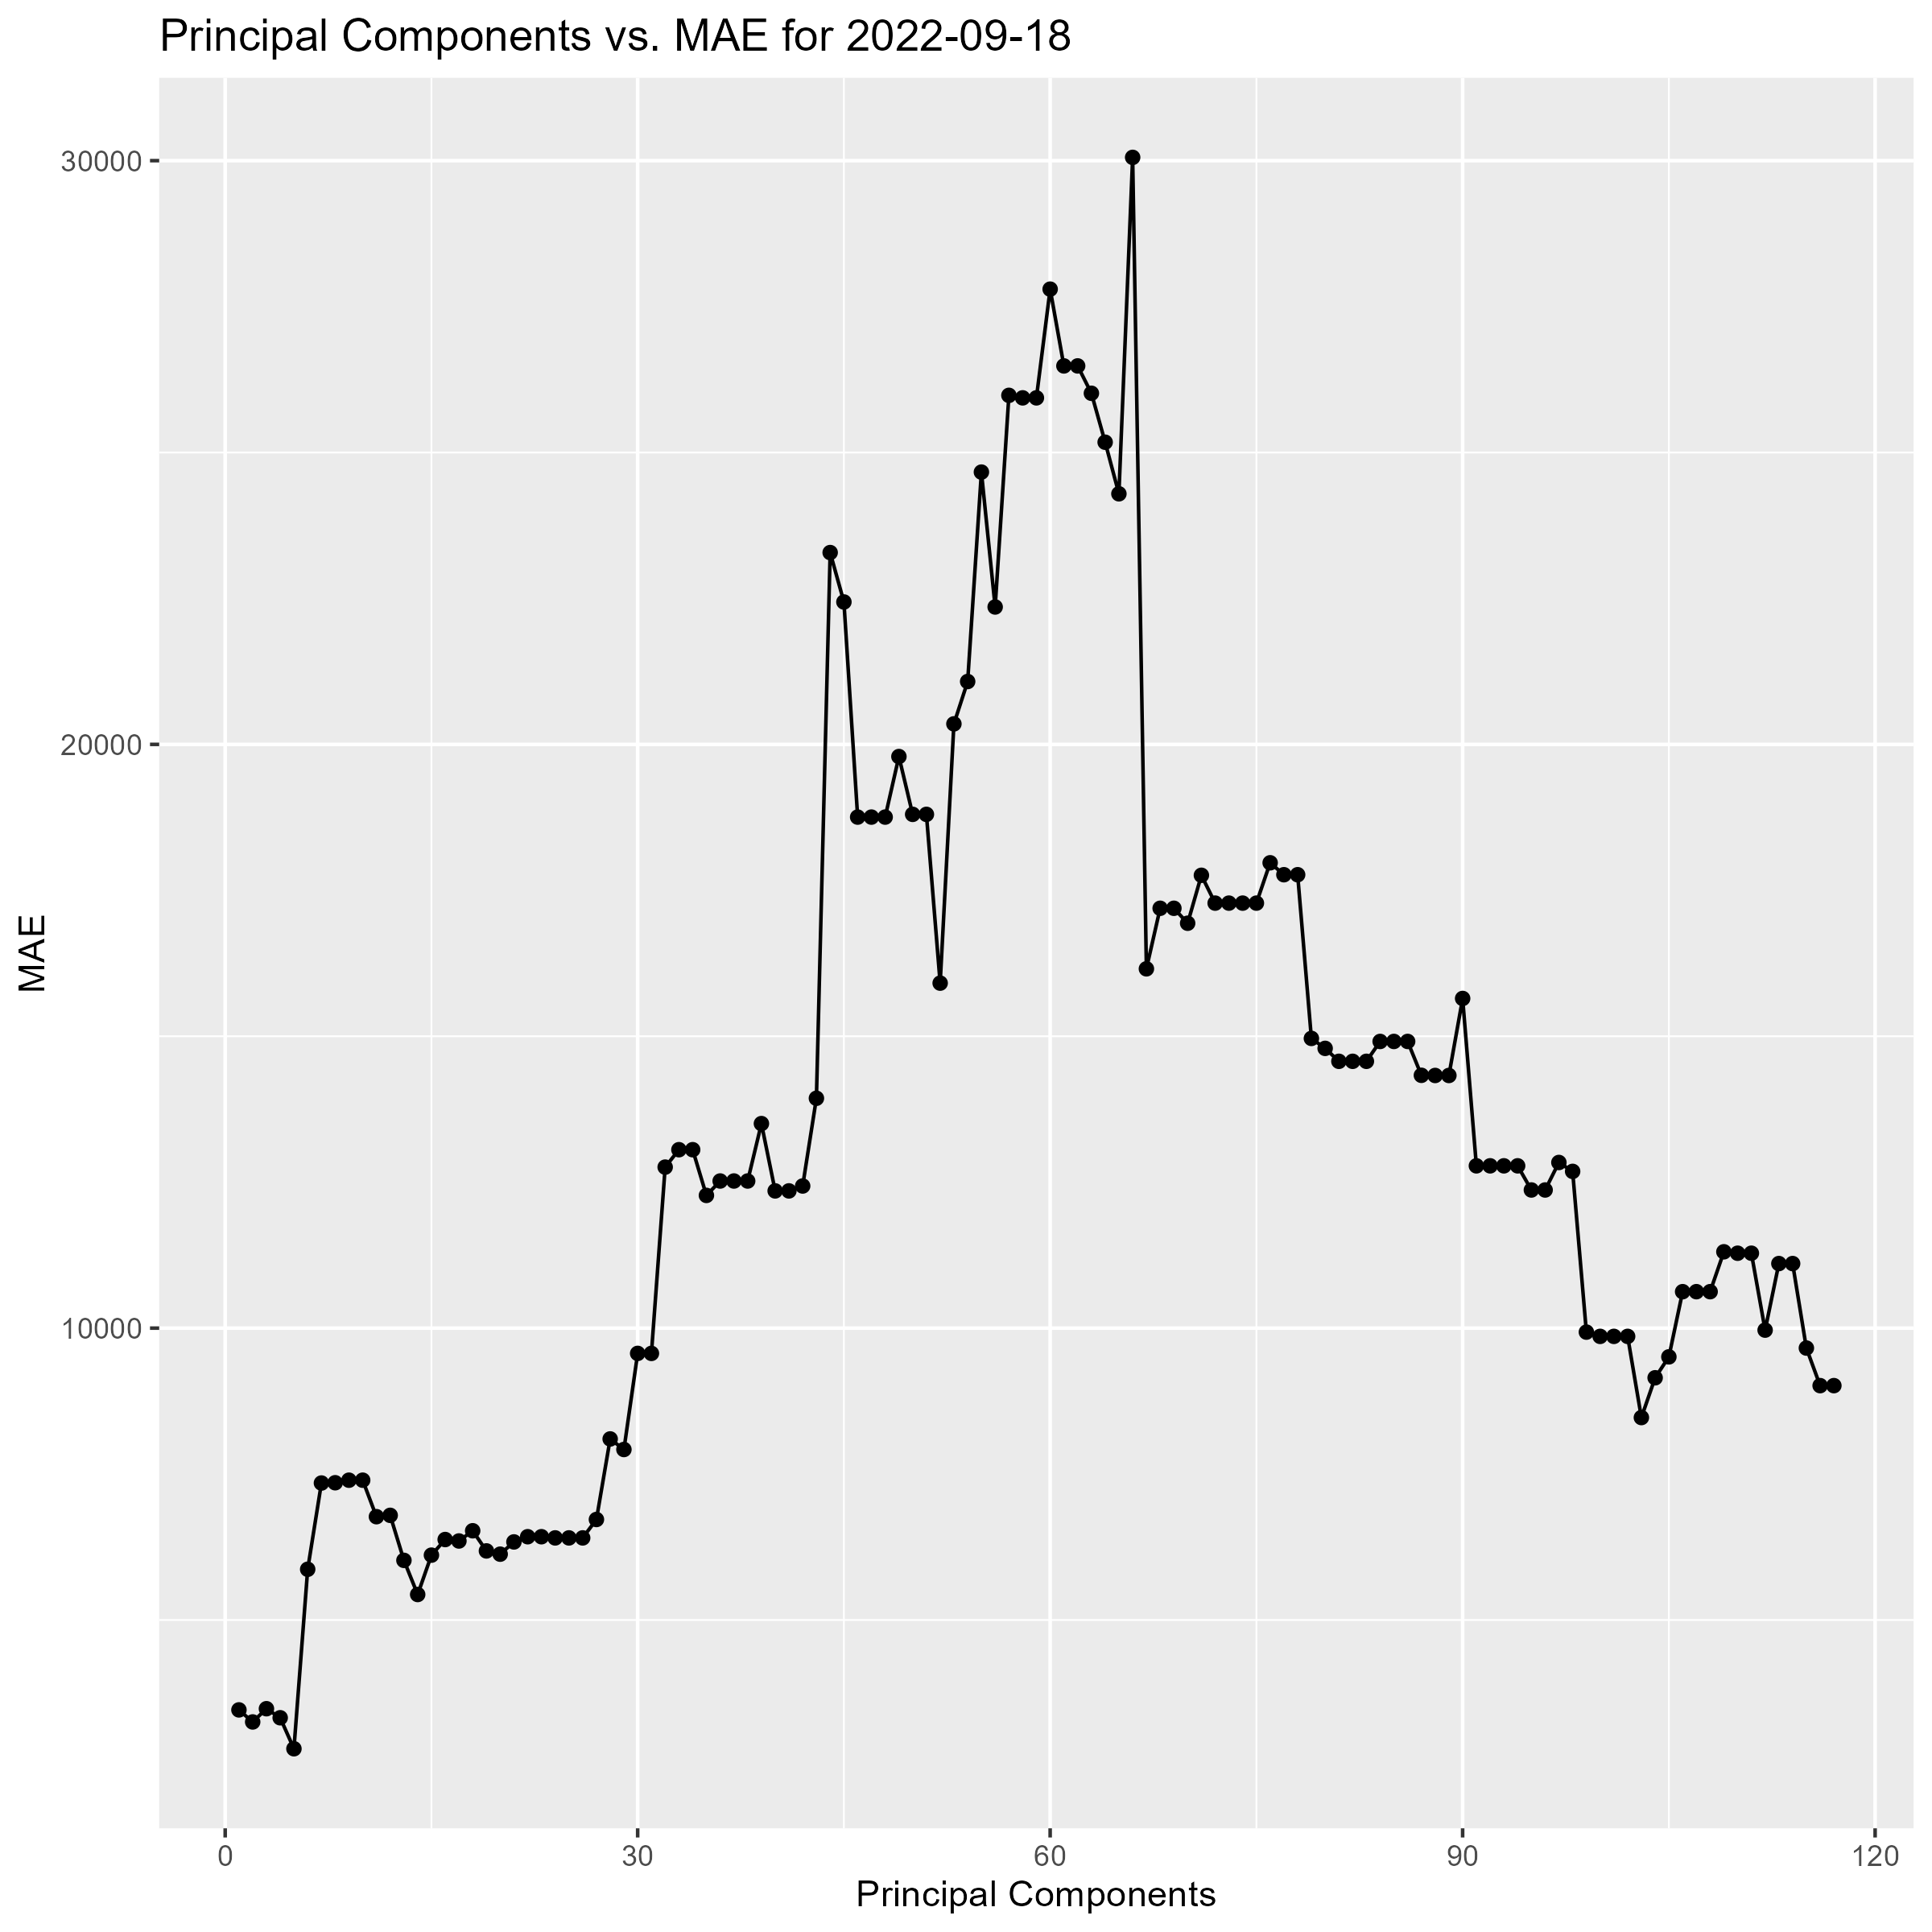 Principal Components vs. MAE for 2022-09-18
30000
20000
10000
MAE
0 30 60 90 120
Principal Components